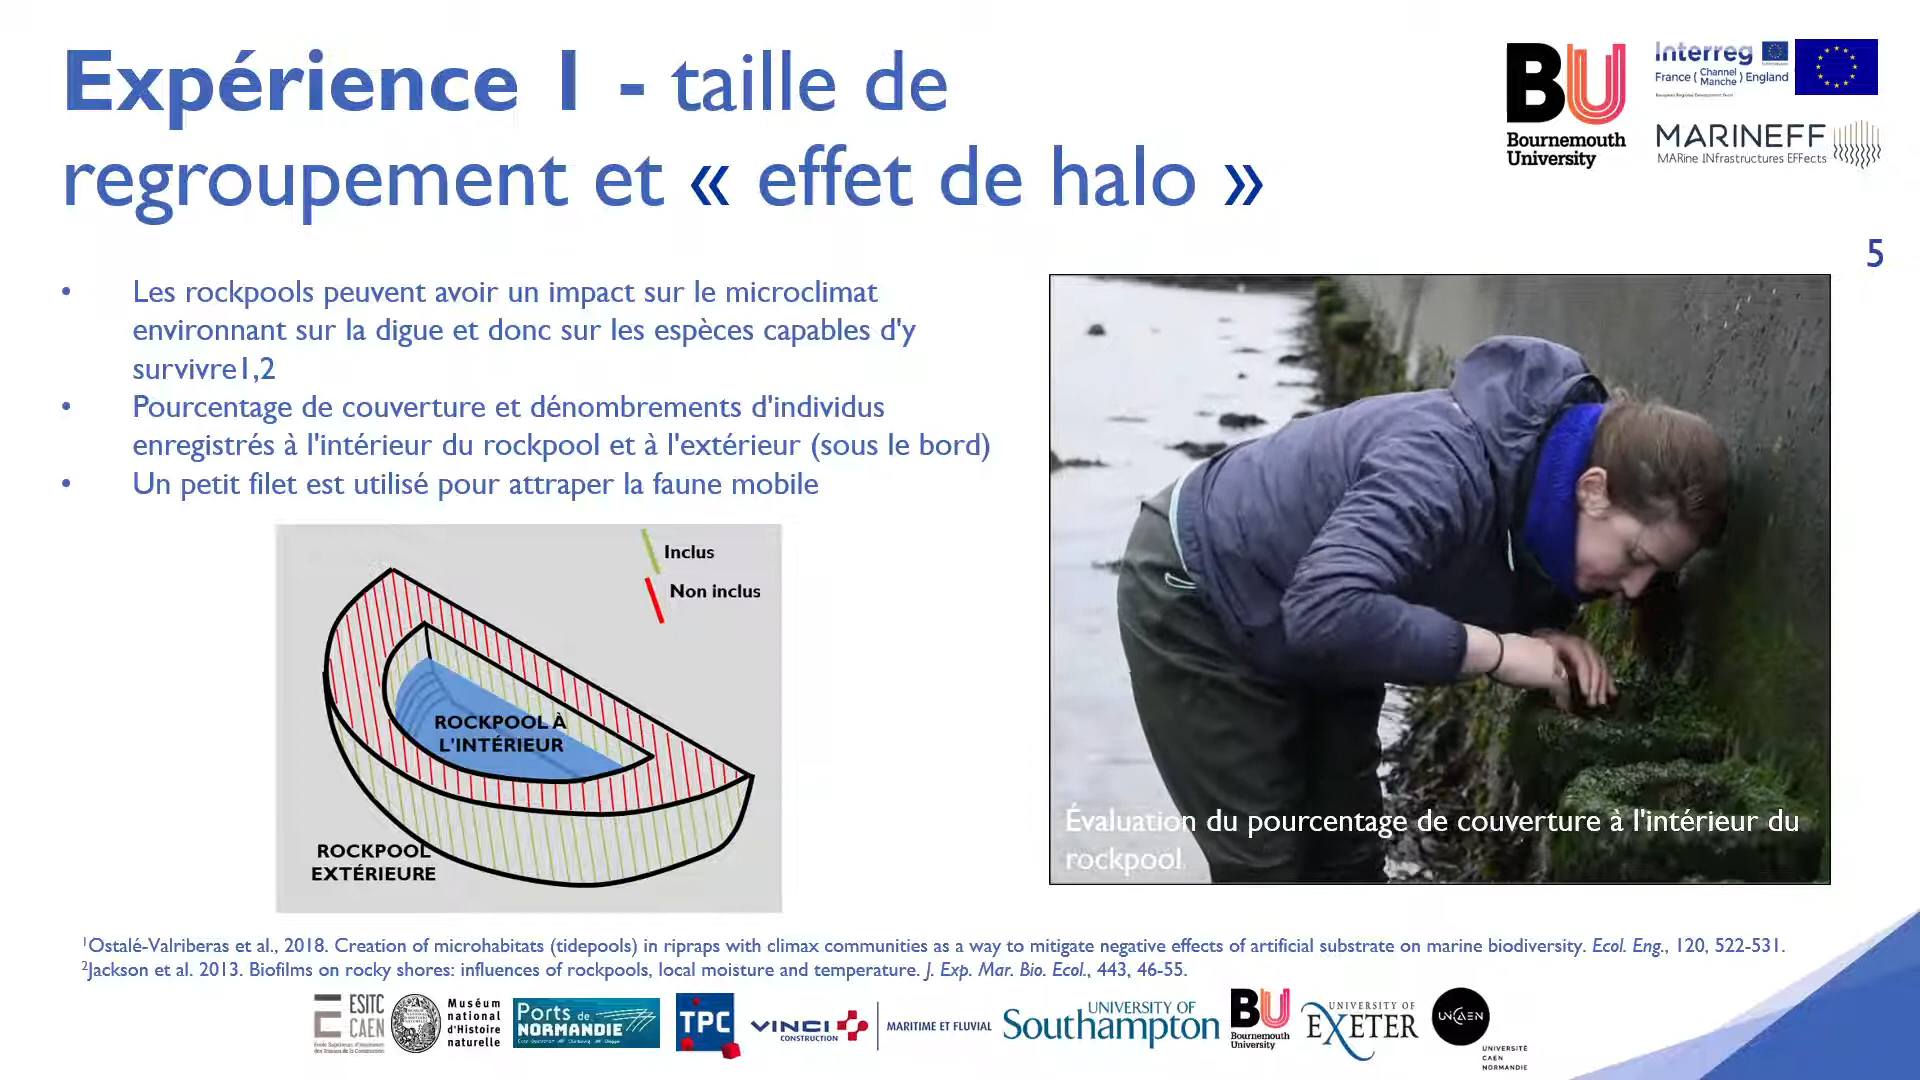 Expérience 1 - taille de
regroupement et « effet de halo »
BU
Bournemouth
University
Interreg
France ( Channel Manche ) England
European Regional Development Fund
MARINEFF
MARine INfrastructures EFFects
5
• Les rockpools peuvent avoir un impact sur le microclimat
environnant sur la digue et donc sur les espèces capables d'y
survivre1,2
• Pourcentage de couverture et dénombrements d'individus
enregistrés à l'intérieur du rockpool et à l'extérieur (sous le bord)
• Un petit filet est utilisé pour attraper la faune mobile
Inclus
Non inclus
ROCKPOOL À
L'INTÉRIEUR
ROCKPOOL
EXTÉRIEURE
Évaluation du pourcentage de couverture à l'intérieur du
rockpool
¹Ostalé-Valriberas et al., 2018. Creation of microhabitats (tidepools) in ripraps with climax communities as a way to mitigate negative effects of artificial substrate on marine biodiversity. Ecol. Eng., 120, 522-531.
²Jackson et al. 2013. Biofilms on rocky shores: influences of rockpools, local moisture and temperature. J. Exp. Mar. Bio. Ecol., 443, 46-55.
ESITC
CAEN
Muséum
national
d'Histoire
naturelle
Ports de
NORMANDIE
TPC
VINCI
CONSTRUCTION
MARITIME ET FLUVIAL
UNIVERSITY OF
Southampton
BU
Bournemouth
University
UNIVERSITY OF
EXETER
UNICAEN
UNIVERSITÉ
CAEN
NORMANDIE